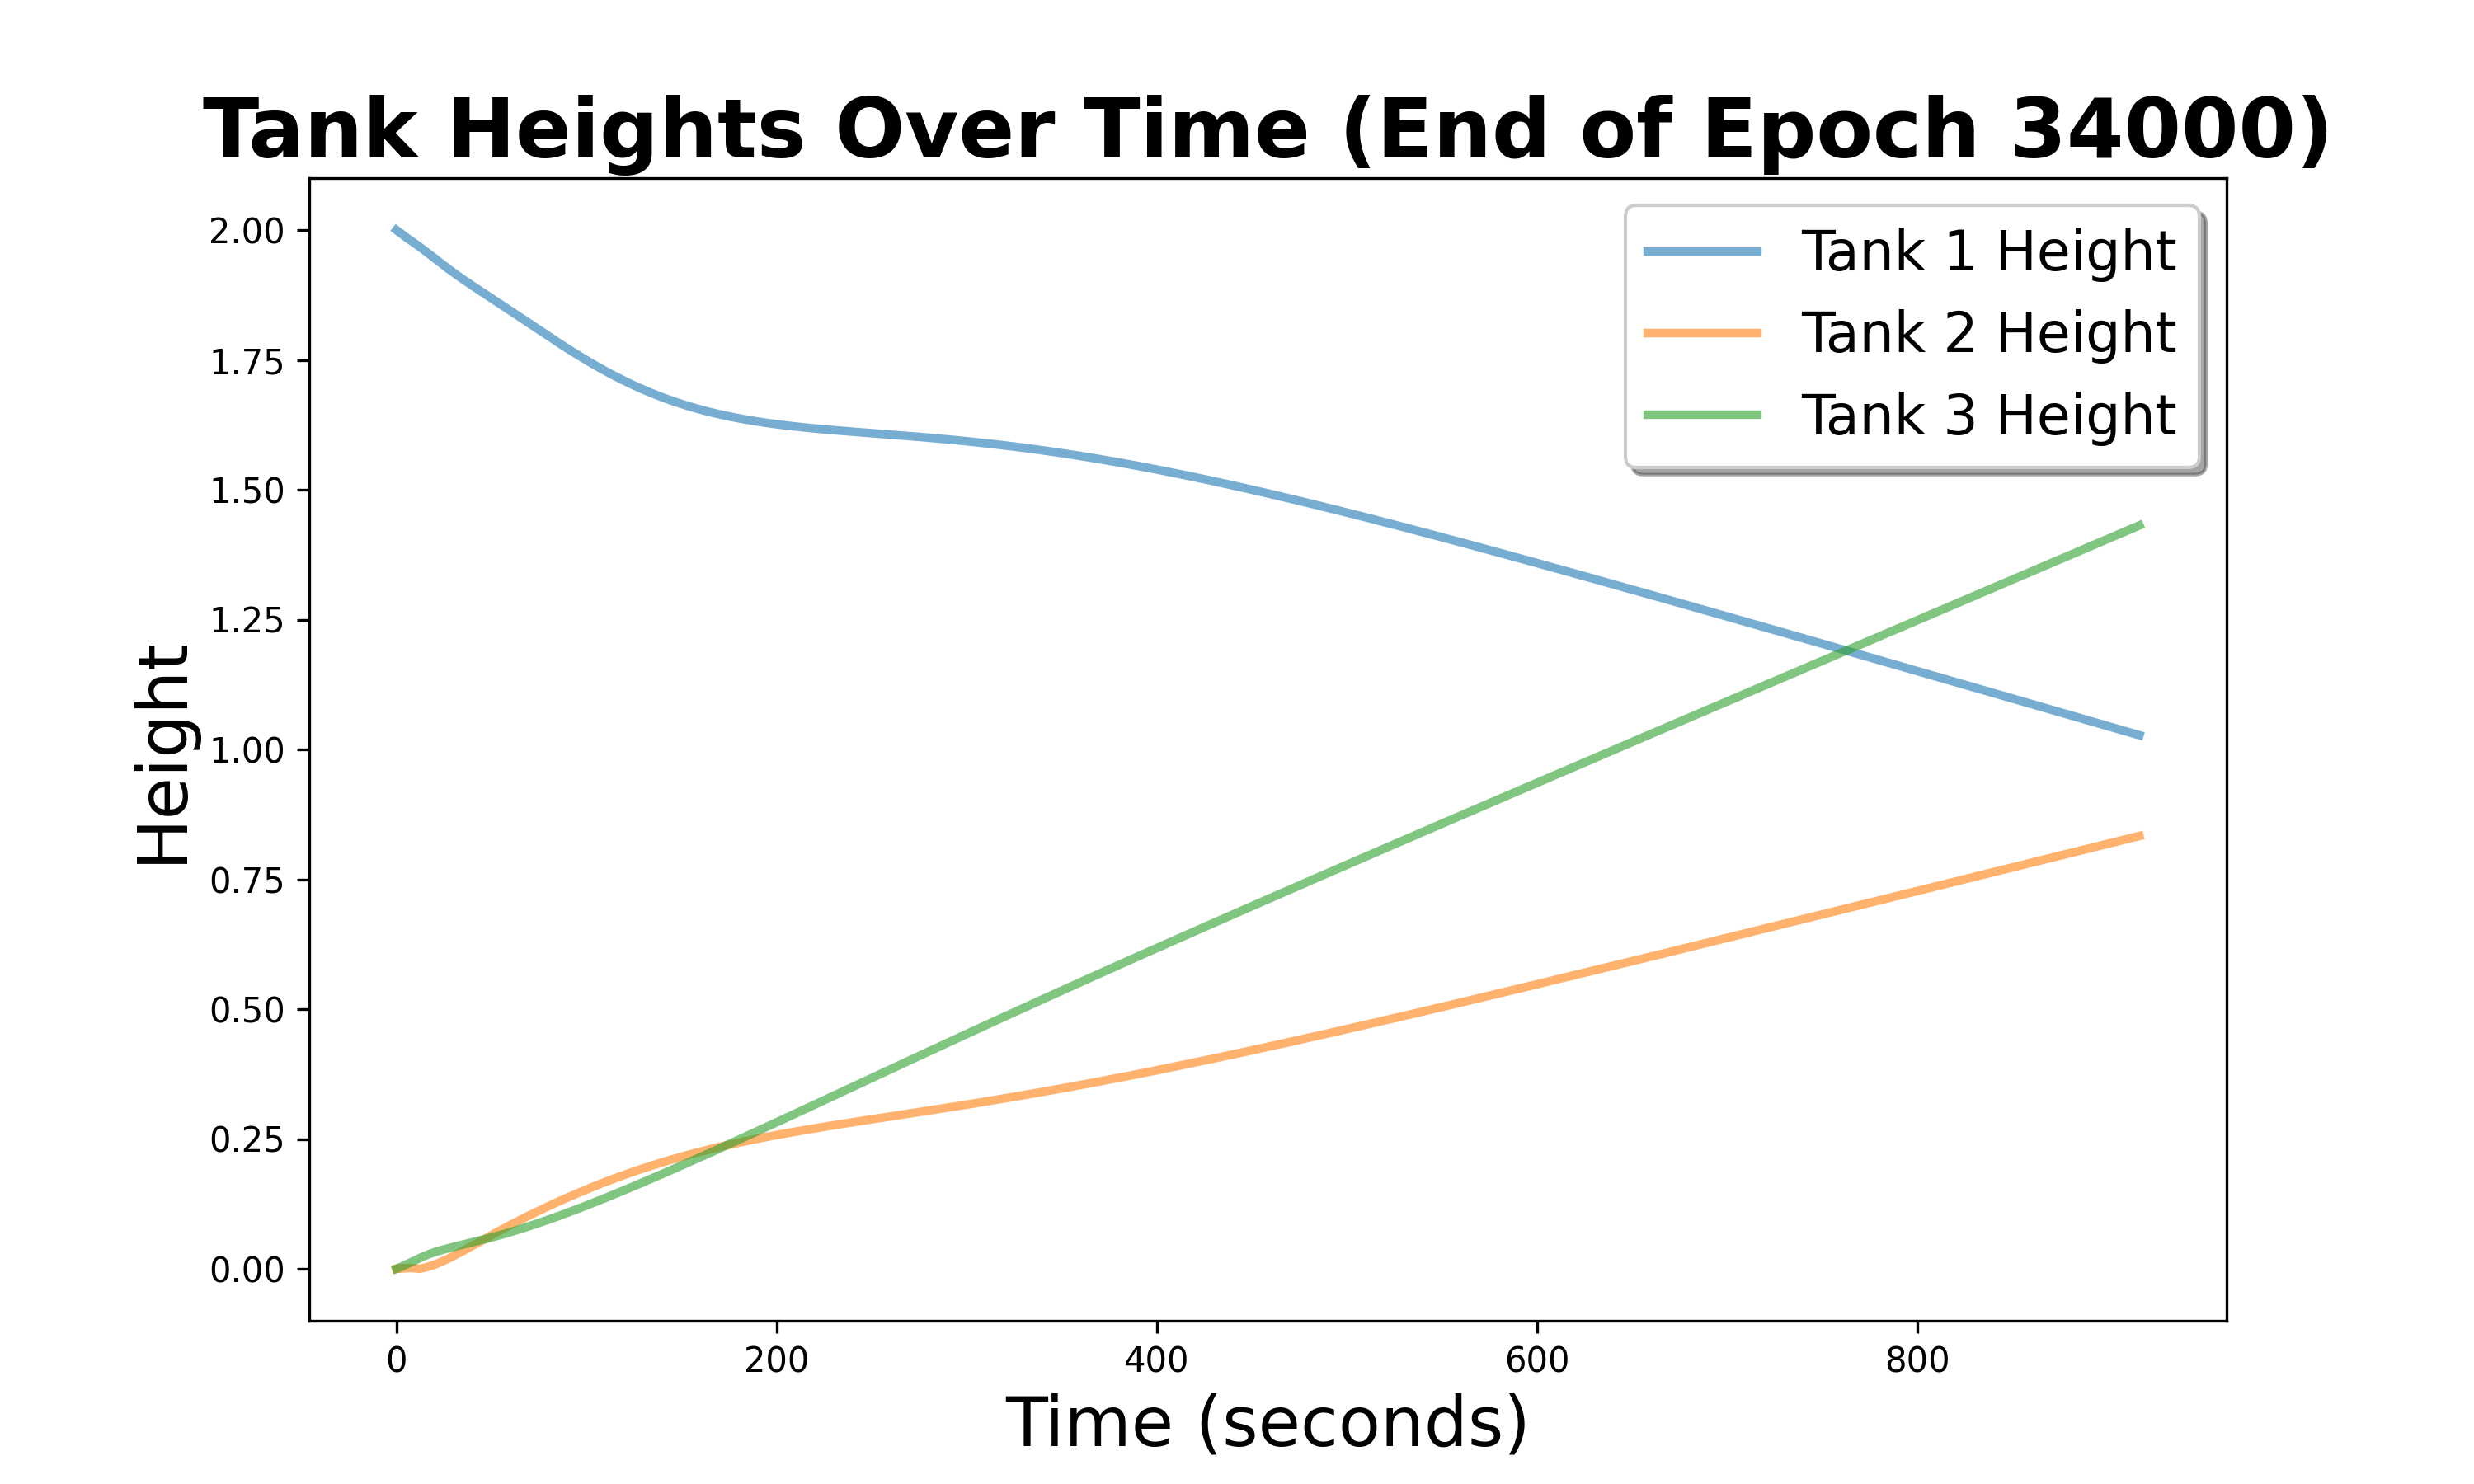 Tank Heights Over Time (End of Epoch 34000)
Tank 1 Height
Tank 2 Height
Tank 3 Height
Height
2.00
1.75
1.50
1.25
1.00
0.75
0.50
0.25
0.00
0 200 400 600 800
Time (seconds)